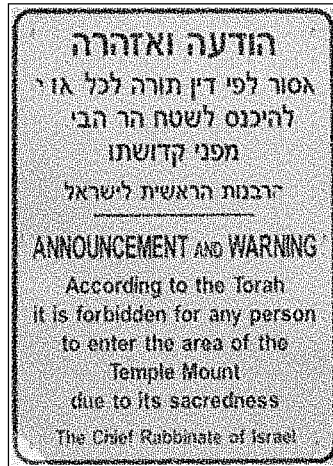 הודעה ואזהרה
אסור לפי דין תורה לכל
להיכנס לשטח הר
מפני קדושתו
הרבנות הראשית לישראל
ANNOUNCEMENT AND WARNING
According to the Torah
it is forbidden for any person
to enter the area of the
Temple Mount
due to its sacredness
The Chief Rabbinate of Israel